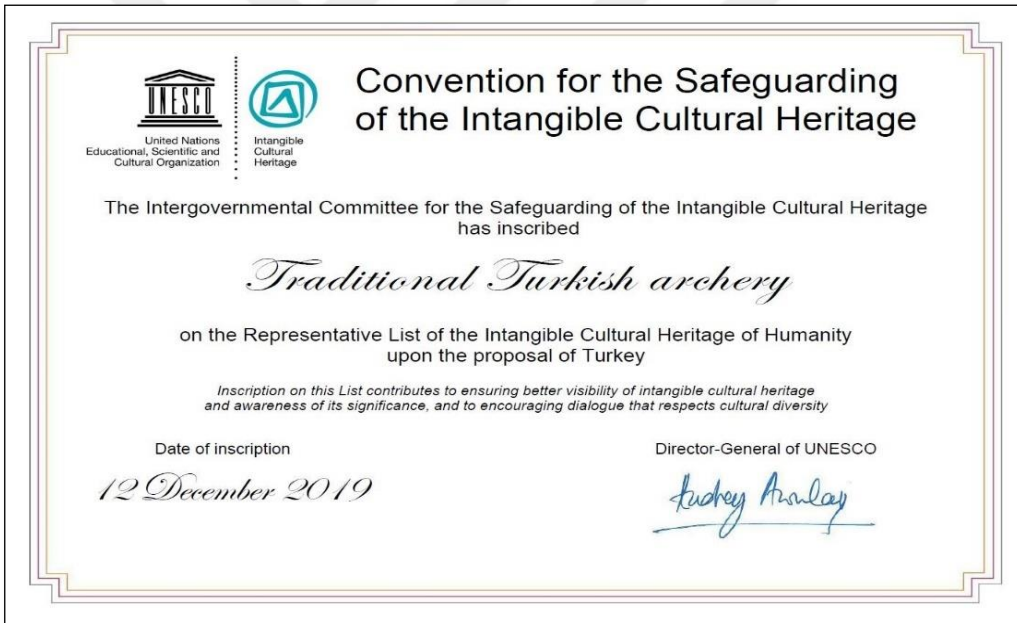 UNESCO
United Nations
Educational, Scientific and
Cultural Organization
Intangible
Cultural
Heritage
Convention for the Safeguarding
of the Intangible Cultural Heritage
The Intergovernmental Committee for the Safeguarding of the Intangible Cultural Heritage
has inscribed
Traditional Turkish archery
on the Representative List of the Intangible Cultural Heritage of Humanity
upon the proposal of Turkey
Inscription on this List contributes to ensuring better visibility of intangible cultural heritage
and awareness of its significance, and to encouraging dialogue that respects cultural diversity
Date of inscription
12 December 2019
Director-General of UNESCO